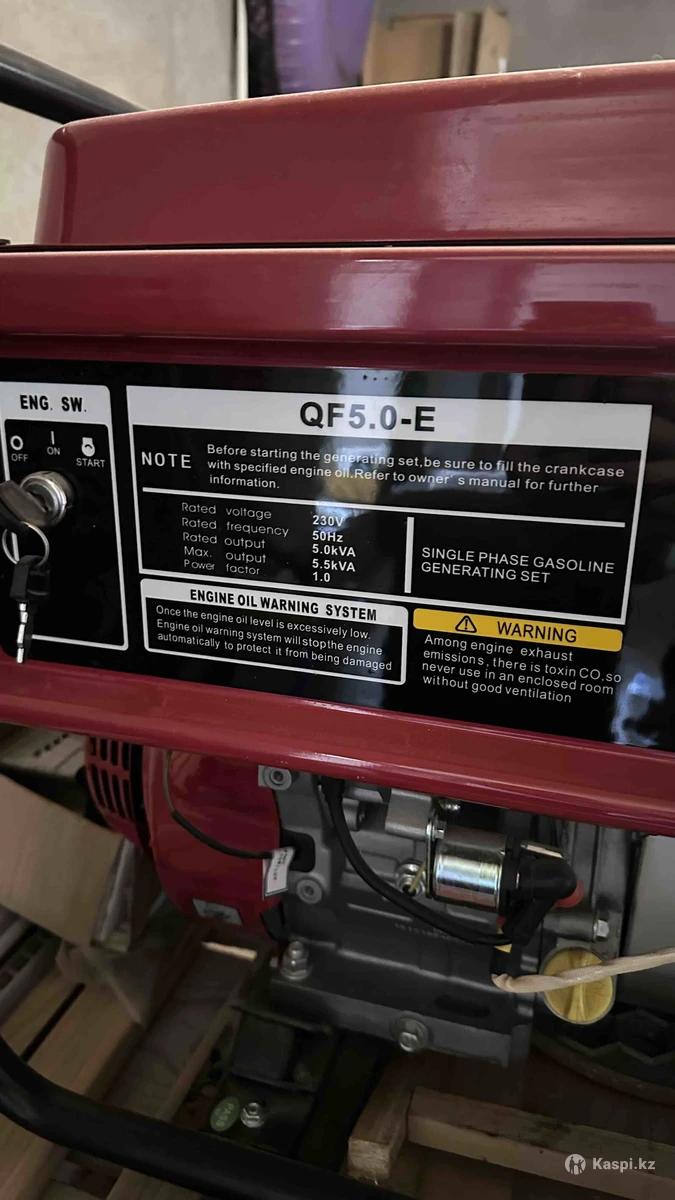 ENG. SW.
OFF
ON
START
QF5.0-E
NOTE
Before starting the generating set,be sure to fill the crankcase
with specified engine oil.Refer to owner's manual for further
information.
Rated voltage 230V
Rated frequency 50Hz
Rated output 5.0kVA
Max. output 5.5kVA
Power factor 1.0
SINGLE PHASE GASOLINE
GENERATING SET
ENGINE OIL WARNING SYSTEM
Once the engine oil level is excessively low.
Engine oil warning system will stop the engine
automatically to protect it from being damaged
WARNING
Among engine exhaust
emissions, there is toxin CO.so
never use in an enclosed room
without good ventilation
Kaspi.kz